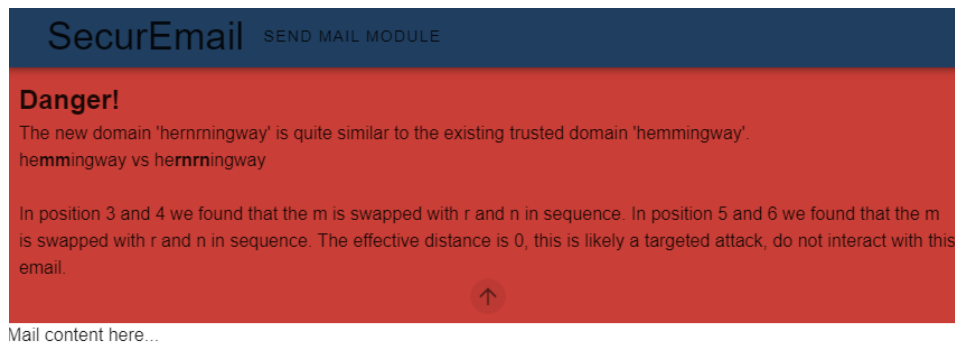 SecurEmail SEND MAIL MODULE
Danger!
The new domain 'hernrningway' is quite similar to the existing trusted domain 'hemmingway'.
hemmingway vs hernrningway
In position 3 and 4 we found that the m is swapped with r and n in sequence. In position 5 and 6 we found that the m
is swapped with r and n in sequence. The effective distance is 0, this is likely a targeted attack, do not interact with this
email.
Mail content here...